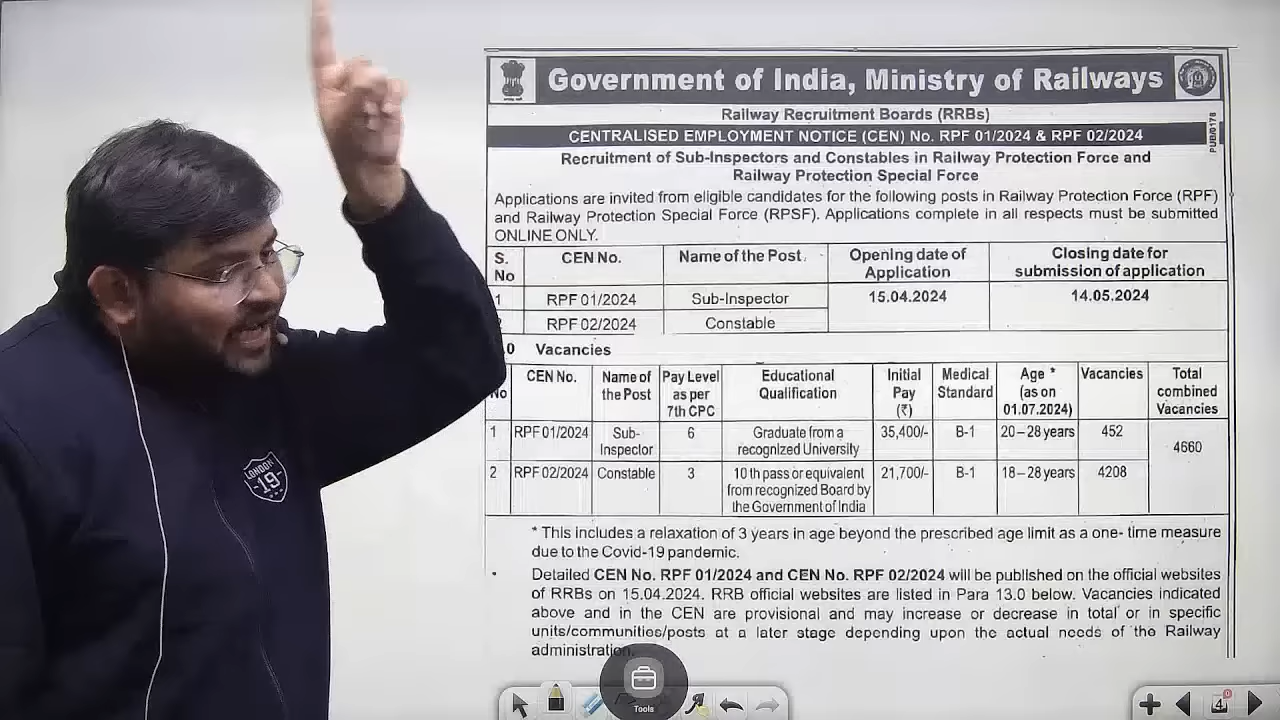 Government of India, Ministry of Railways
Railway Recruitment Boards (RRBs)
CENTRALISED EMPLOYMENT NOTICE (CEN) No. RPF 01/2024 & RPF 02/2024
PUB/0178
Recruitment of Sub-Inspectors and Constables in Railway Protection Force and
Railway Protection Special Force
Applications are invited from eligible candidates for the following posts in Railway Protection Force (RPF)
and Railway Protection Special Force (RPSF). Applications complete in all respects must be submitted
ONLINE ONLY.
S. No CEN No. Name of the Post Opening date of Application Closing date for submission of application
1 RPF 01/2024 Sub-Inspector 15.04.2024 14.05.2024
RPF 02/2024 Constable
.0 Vacancies
No CEN No. Name of the Post Pay Level as per 7th CPC Educational Qualification Initial Pay (₹) Medical Standard Age * (as on 01.07.2024) Vacancies Total combined Vacancies
1 RPF 01/2024 Sub-Inspector 6 Graduate from a recognized University 35,400/- B-1 20–28 years 452 4660
2 RPF 02/2024 Constable 3 10th pass or equivalent from recognized Board by the Government of India 21,700/- B-1 18–28 years 4208
* This includes a relaxation of 3 years in age beyond the prescribed age limit as a one- time measure
due to the Covid-19 pandemic.
• Detailed CEN No. RPF 01/2024 and CEN No. RPF 02/2024 will be published on the official websites
of RRBs on 15.04.2024. RRB official websites are listed in Para 13.0 below. Vacancies indicated
above and in the CEN are provisional and may increase or decrease in total or in specific
units/communities/posts at a later stage depending upon the actual needs of the Railway
administration.
LONDON
-19-
Tools
4